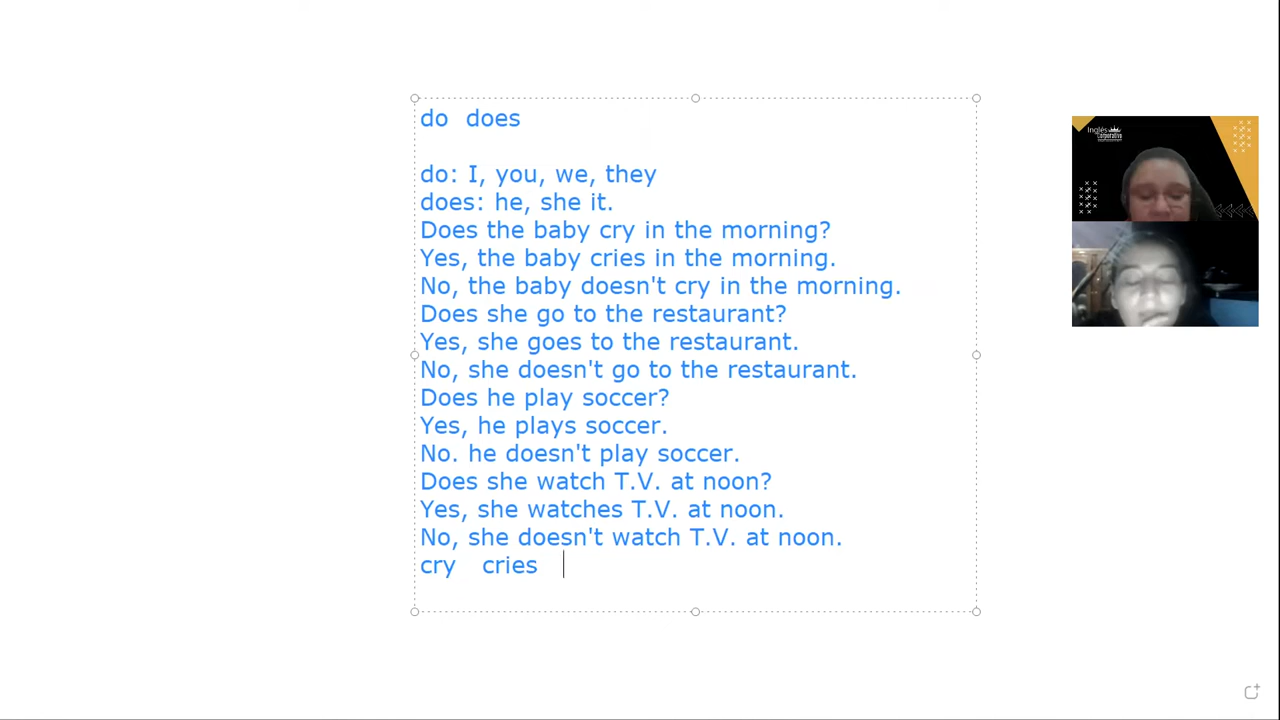 do does
do: I, you, we, they
does: he, she it.
Does the baby cry in the morning?
Yes, the baby cries in the morning.
No, the baby doesn't cry in the morning.
Does she go to the restaurant?
Yes, she goes to the restaurant.
No, she doesn't go to the restaurant.
Does he play soccer?
Yes, he plays soccer.
No. he doesn't play soccer.
Does she watch T.V. at noon?
Yes, she watches T.V. at noon.
No, she doesn't watch T.V. at noon.
cry cries
Inglés
Corporativo